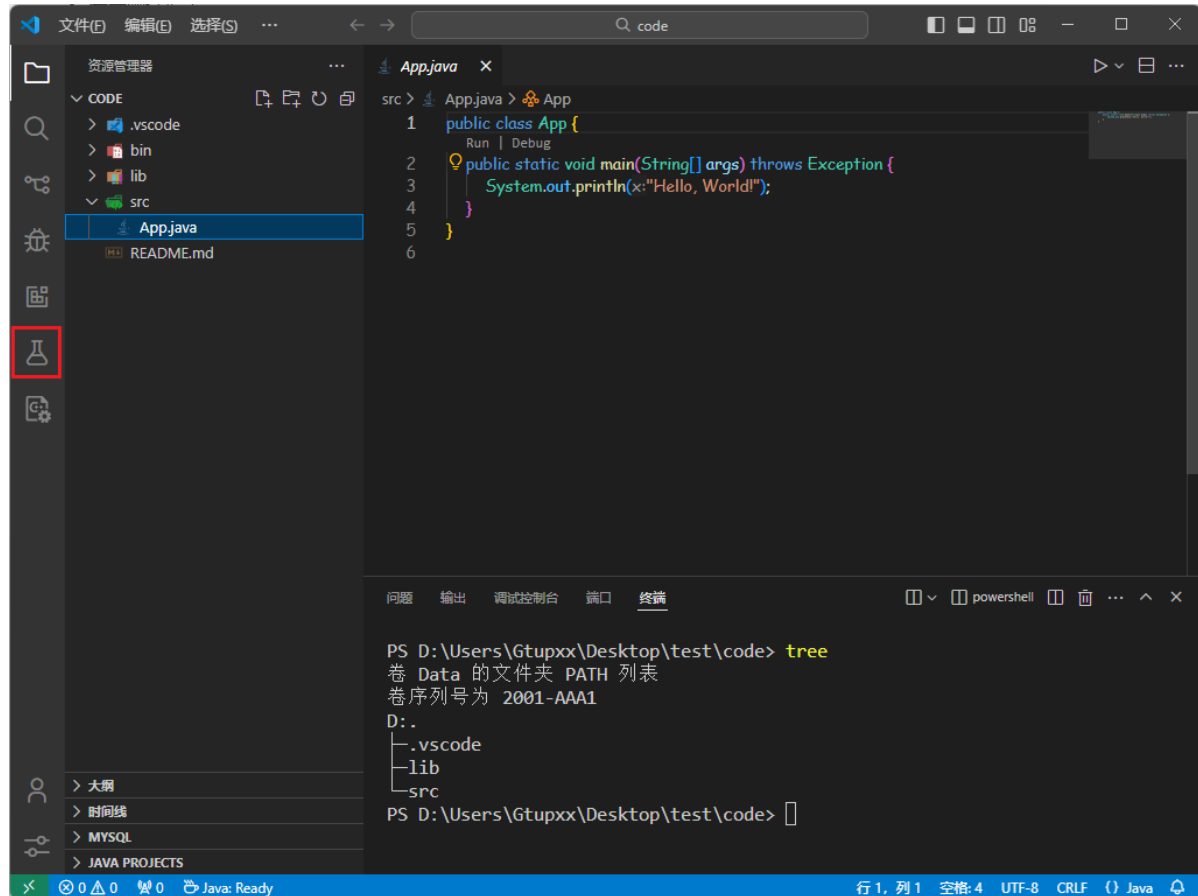 文件(F) 编辑(E) 选择(S) ··· code
资源管理器 ···
CODE
.vscode
bin
lib
src
App.java
README.md
大纲
时间线
MYSQL
JAVA PROJECTS
App.java
src > App.java > App
1 public class App {
Run | Debug
2 public static void main(String[] args) throws Exception {
3 System.out.println(x:"Hello, World!");
4 }
5 }
6
问题 输出 调试控制台 端口 终端 powershell
PS D:\Users\Gtupxx\Desktop\test\code> tree
卷 Data 的文件夹 PATH 列表
卷序列号为 2001-AAA1
D:.
├─.vscode
├─lib
└─src
PS D:\Users\Gtupxx\Desktop\test\code>
0 0 0 Java: Ready 行 1, 列 1 空格: 4 UTF-8 CRLF {} Java